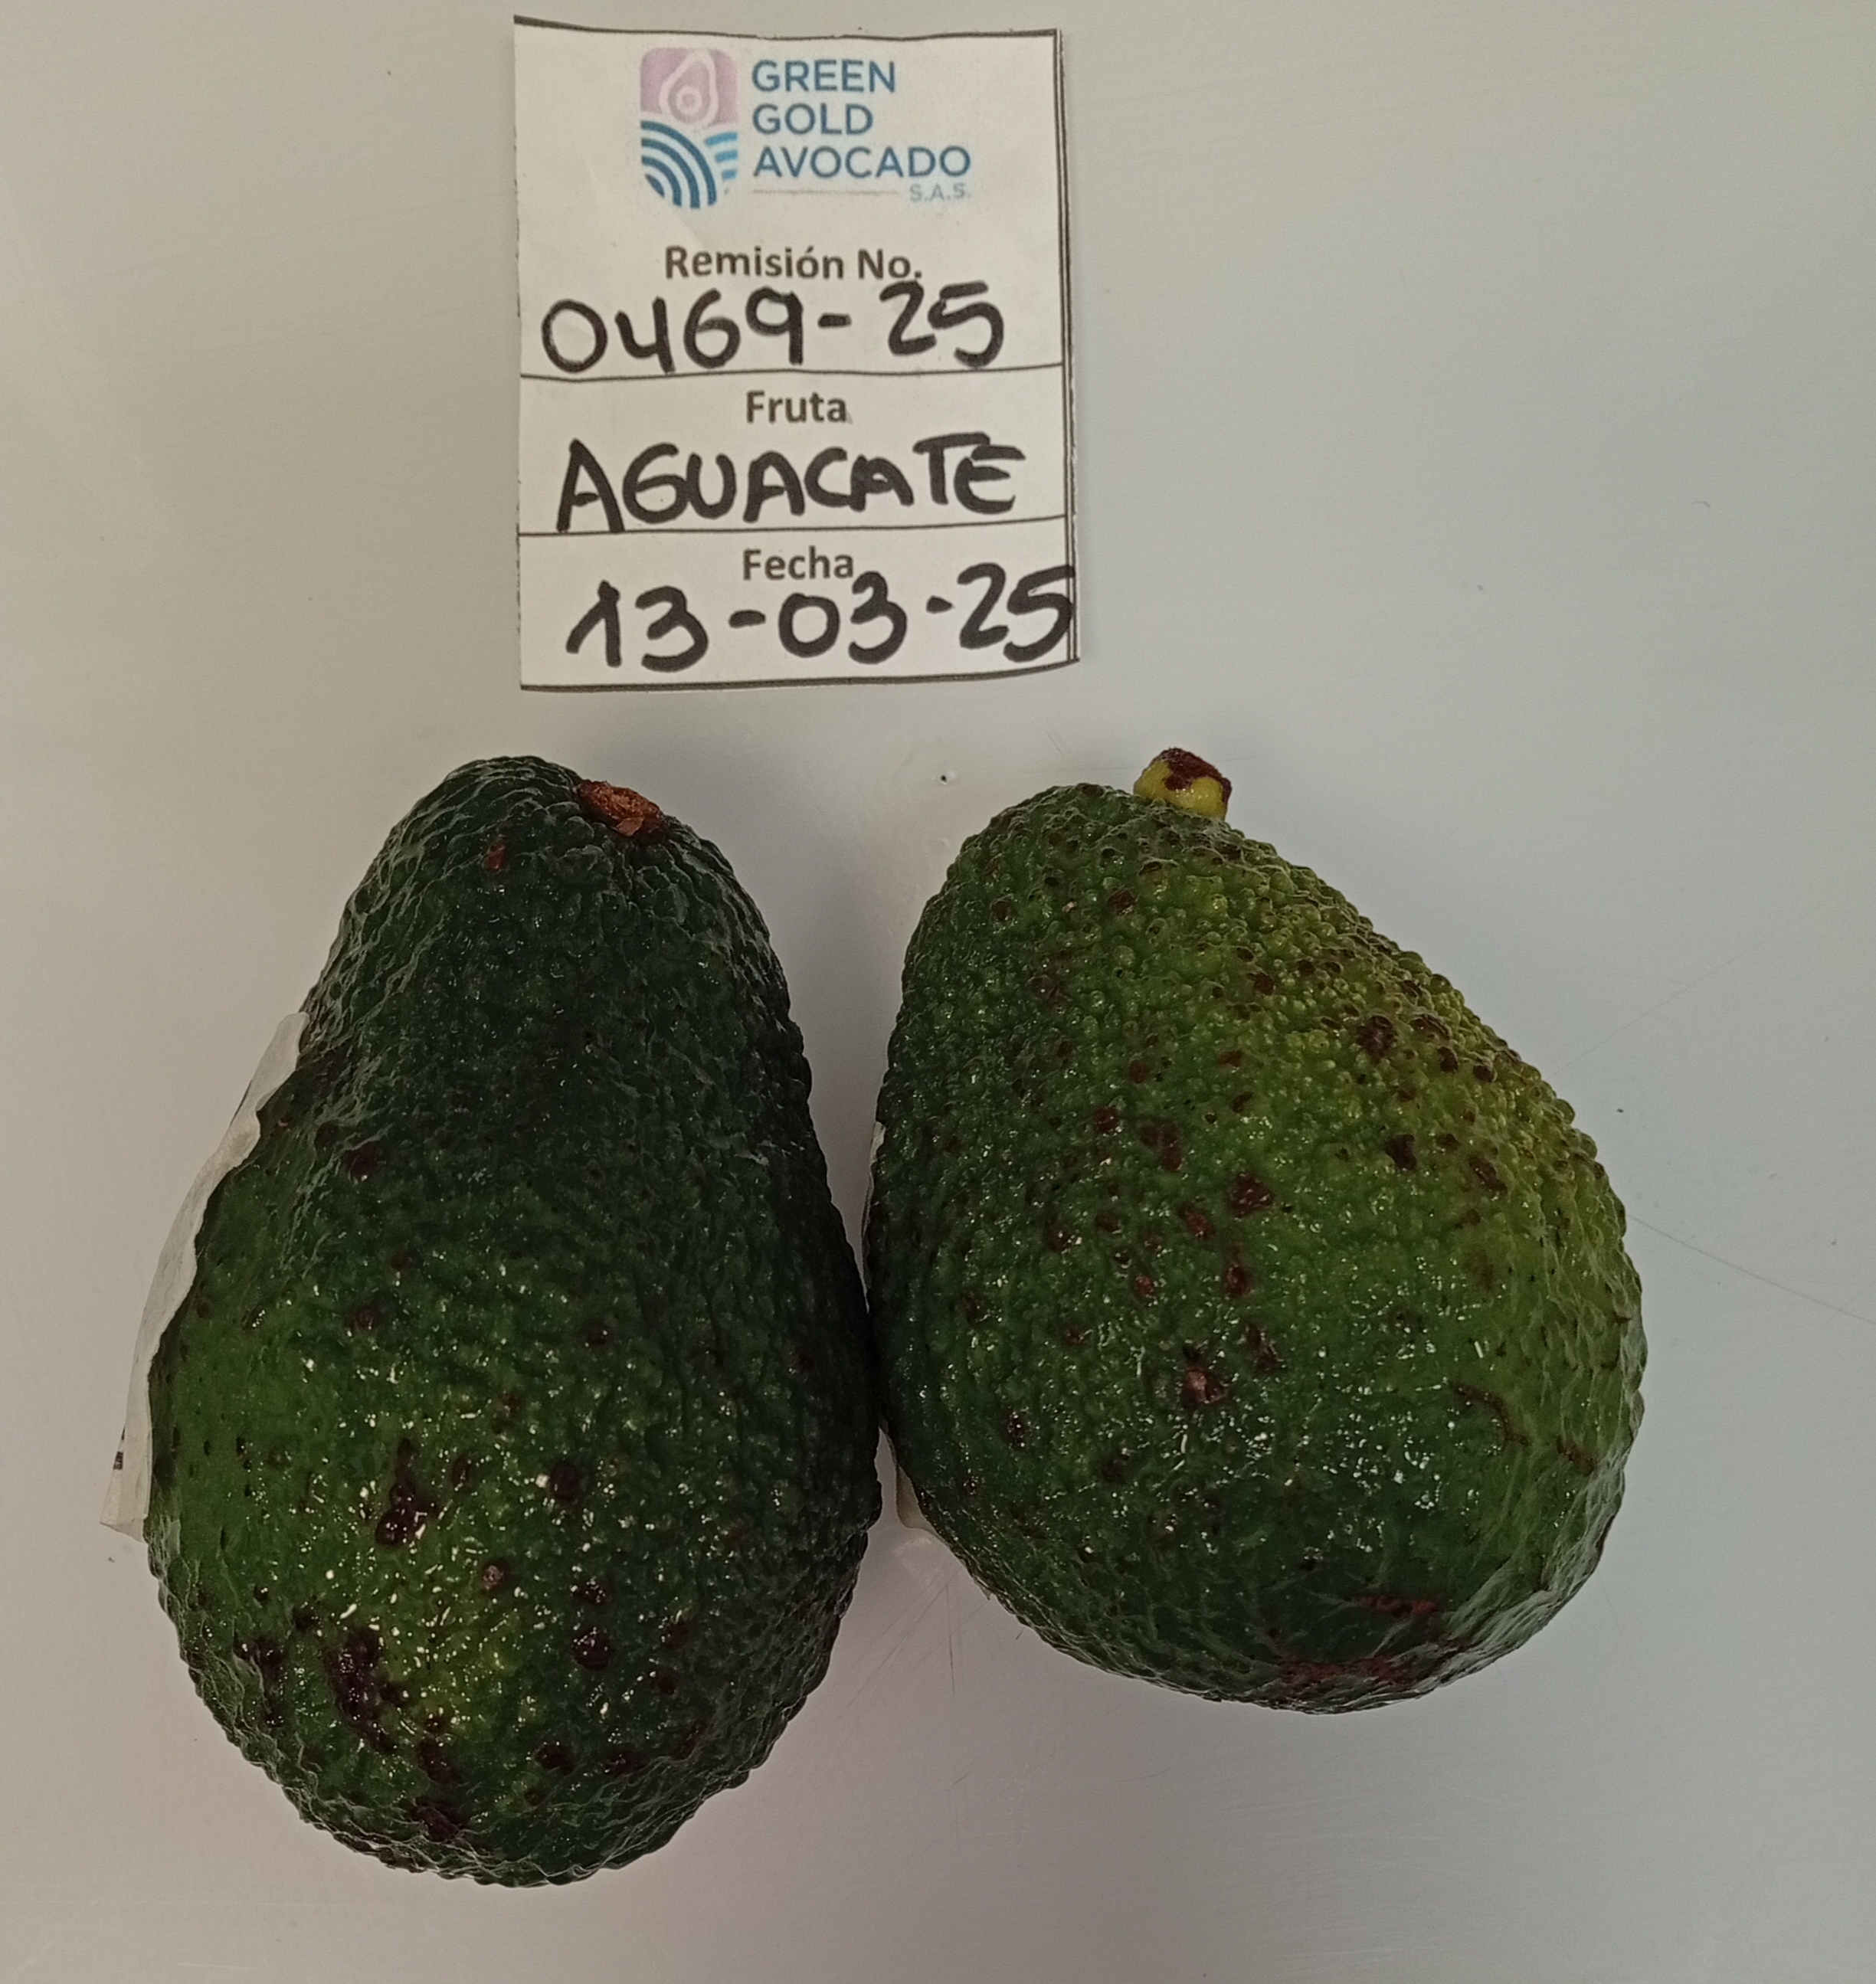 GREEN
GOLD
AVOCADO
S.A.S.
Remisión No.
0469-25
Fruta
AGUACATE
Fecha
13-03-25